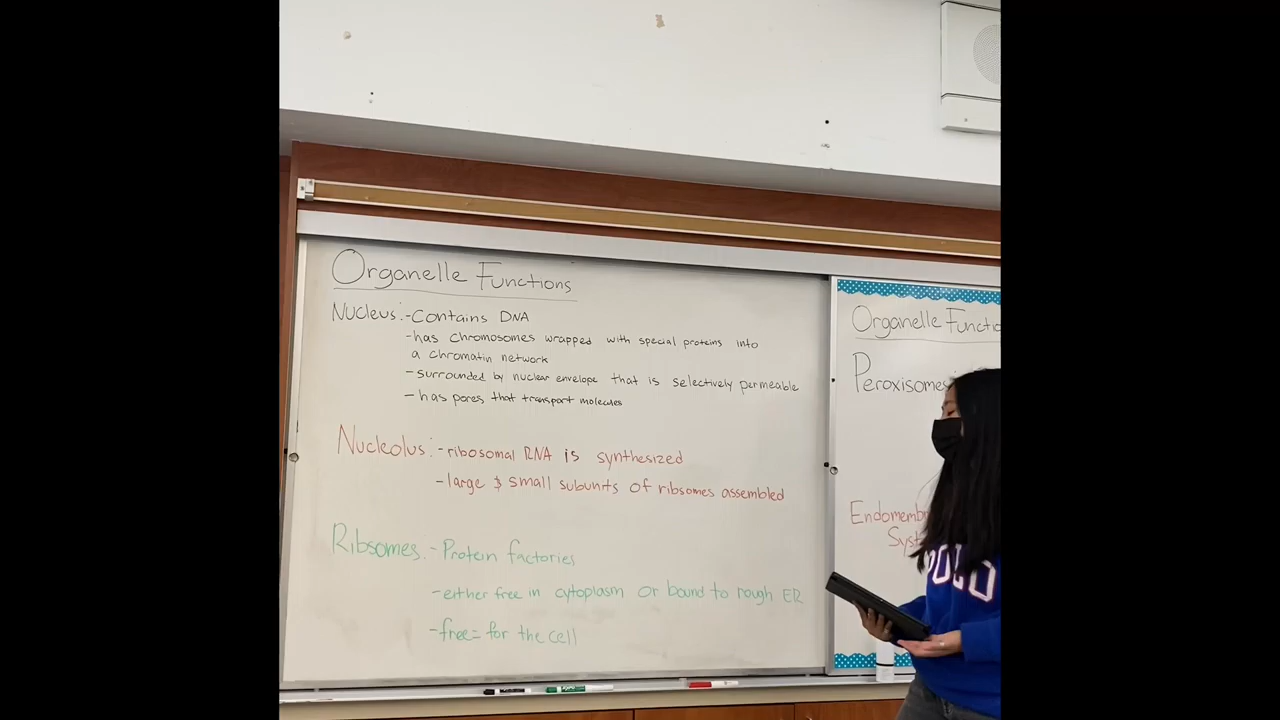 Organelle Functions
Nucleus: - Contains DNA
- has chromosomes wrapped with special proteins into
a chromatin network
- surrounded by nuclear envelope that is selectively permeable
- has pores that transport molecules
Nucleolus: - ribosomal RNA is synthesized
- large & small subunits of ribsomes assembled
Ribsomes: - Protein factories
- either free in cytoplasm or bound to rough ER
- free = for the cell
Organelle Functio
Peroxisomes
Endomembr
Syst
POLO